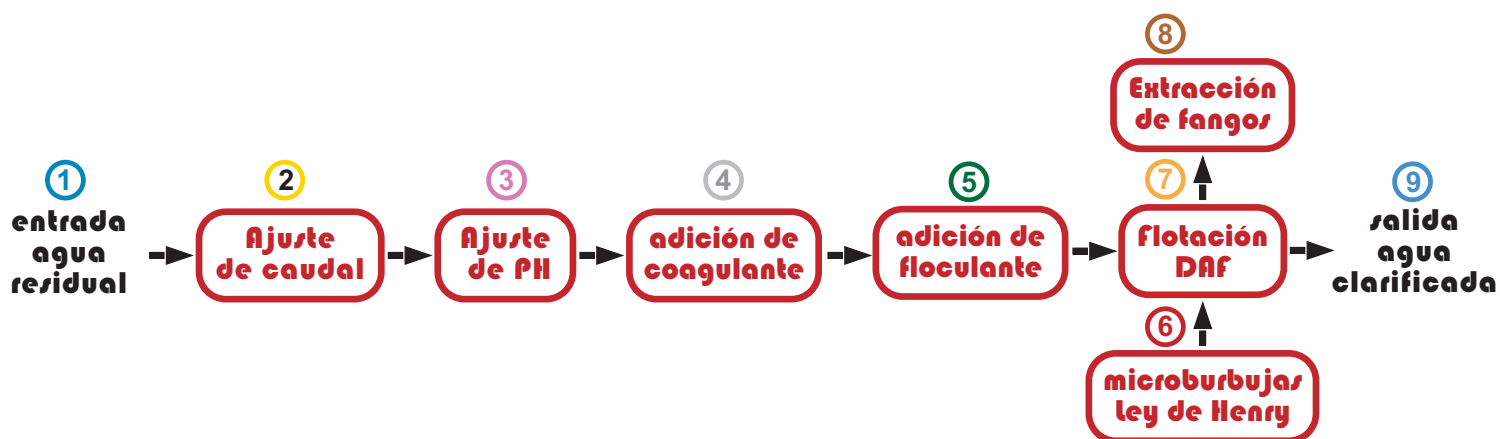 1
entrada
agua
residual
2
Ajuste
de caudal
3
Ajuste
de PH
4
adición de
coagulante
5
adición de
floculante
6
microburbujas
Ley de Henry
7
flotación
DAF
8
Extracción
de fangos
9
salida
agua
clarificada